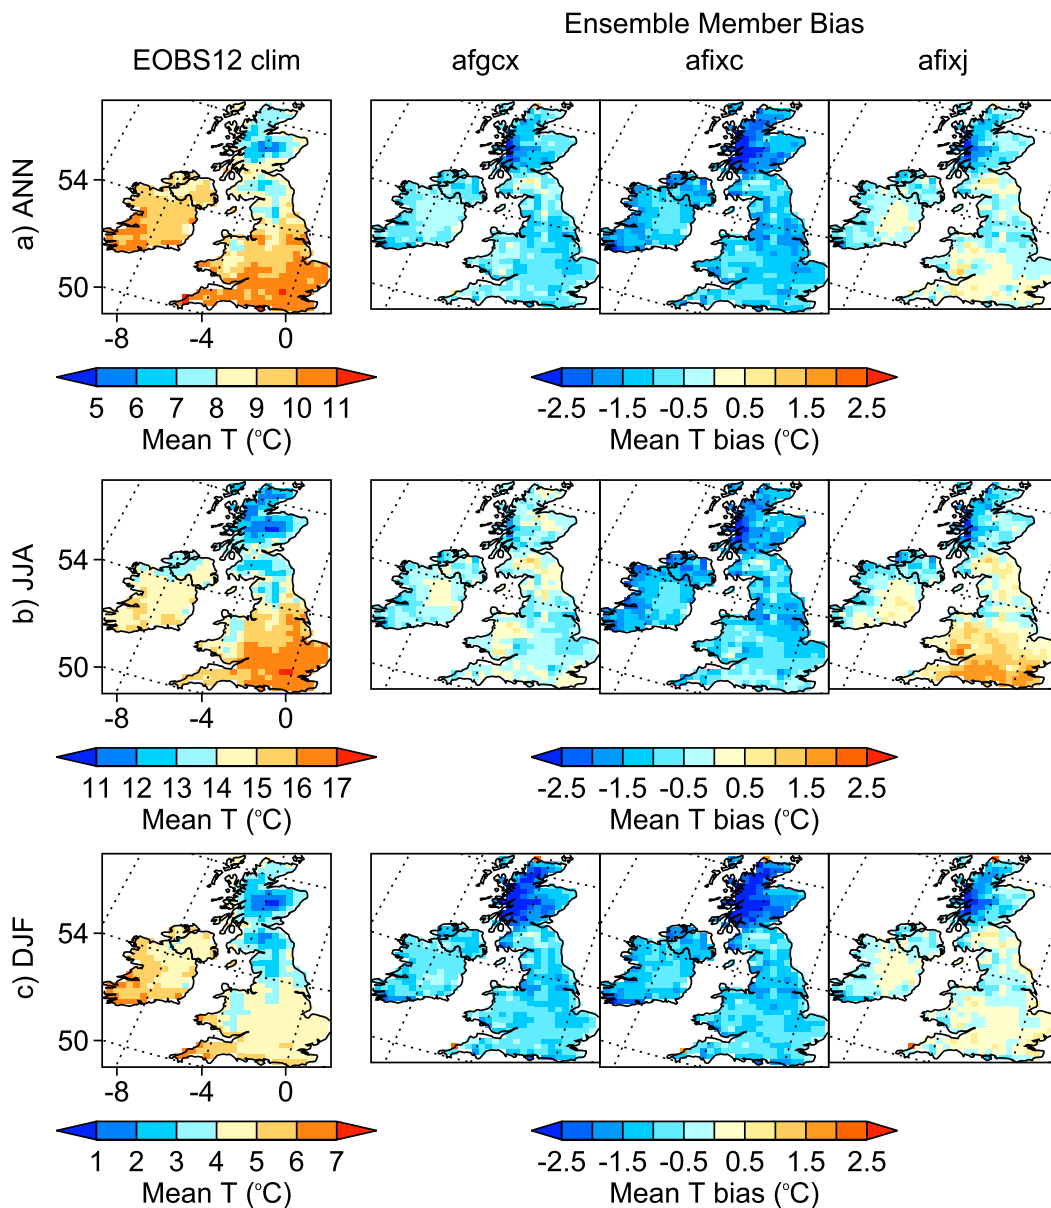 Ensemble Member Bias
EOBS12 clim afgcx afixc afixj
a) ANN
54
50
-8 -4 0
5 6 7 8 9 10 11
Mean T (°C)
-2.5 -1.5 -0.5 0.5 1.5 2.5
Mean T bias (°C)
b) JJA
54
50
-8 -4 0
11 12 13 14 15 16 17
Mean T (°C)
-2.5 -1.5 -0.5 0.5 1.5 2.5
Mean T bias (°C)
c) DJF
54
50
-8 -4 0
1 2 3 4 5 6 7
Mean T (°C)
-2.5 -1.5 -0.5 0.5 1.5 2.5
Mean T bias (°C)